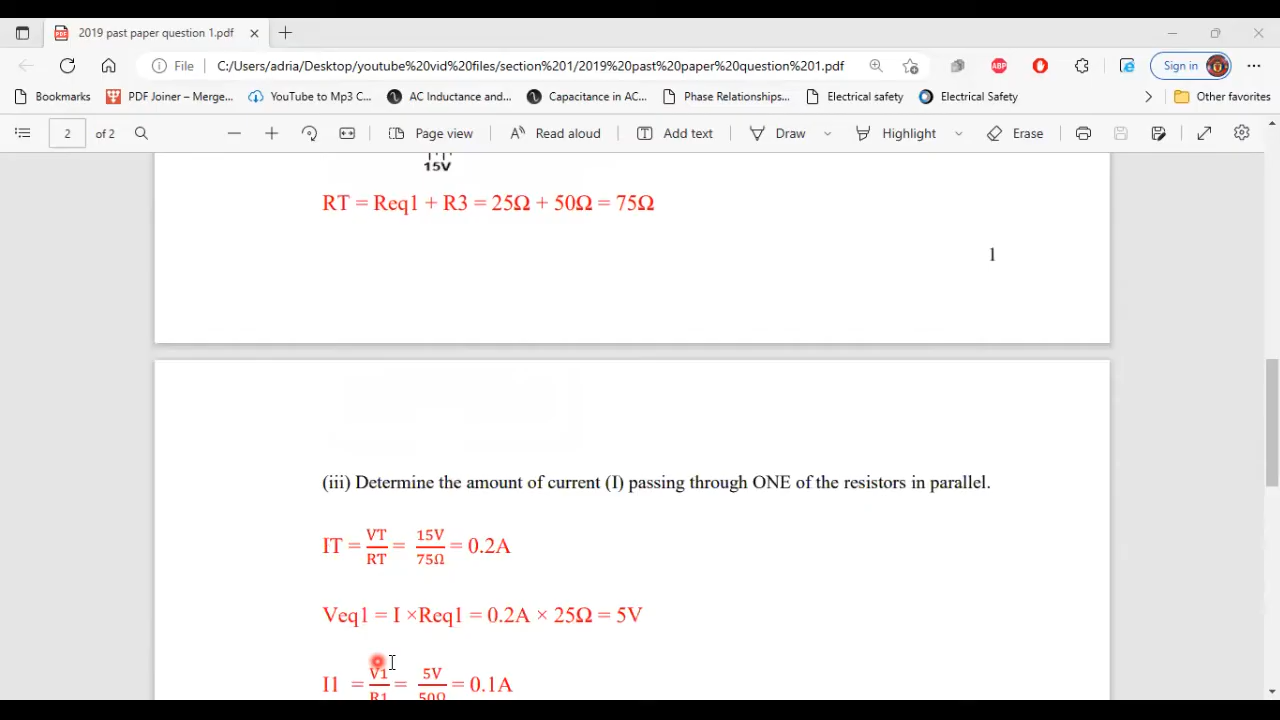 2019 past paper question 1.pdf
File C:/Users/adria/Desktop/youtube%20vid%20files/section%201/2019%20past%20paper%20question%201.pdf Sign in
Bookmarks PDF Joiner – Merge... YouTube to Mp3 C... AC Inductance and... Capacitance in AC... Phase Relationships... Electrical safety Electrical Safety Other favorites
2 of 2 Page view Read aloud Add text Draw Highlight Erase
15V
RT = Req1 + R3 = 25Ω + 50Ω = 75Ω
1
(iii) Determine the amount of current (I) passing through ONE of the resistors in parallel.
IT = VT/RT = 15V/75Ω = 0.2A
Veq1 = I ×Req1 = 0.2A × 25Ω = 5V
I1 = V1/R1 = 5V/50Ω = 0.1A